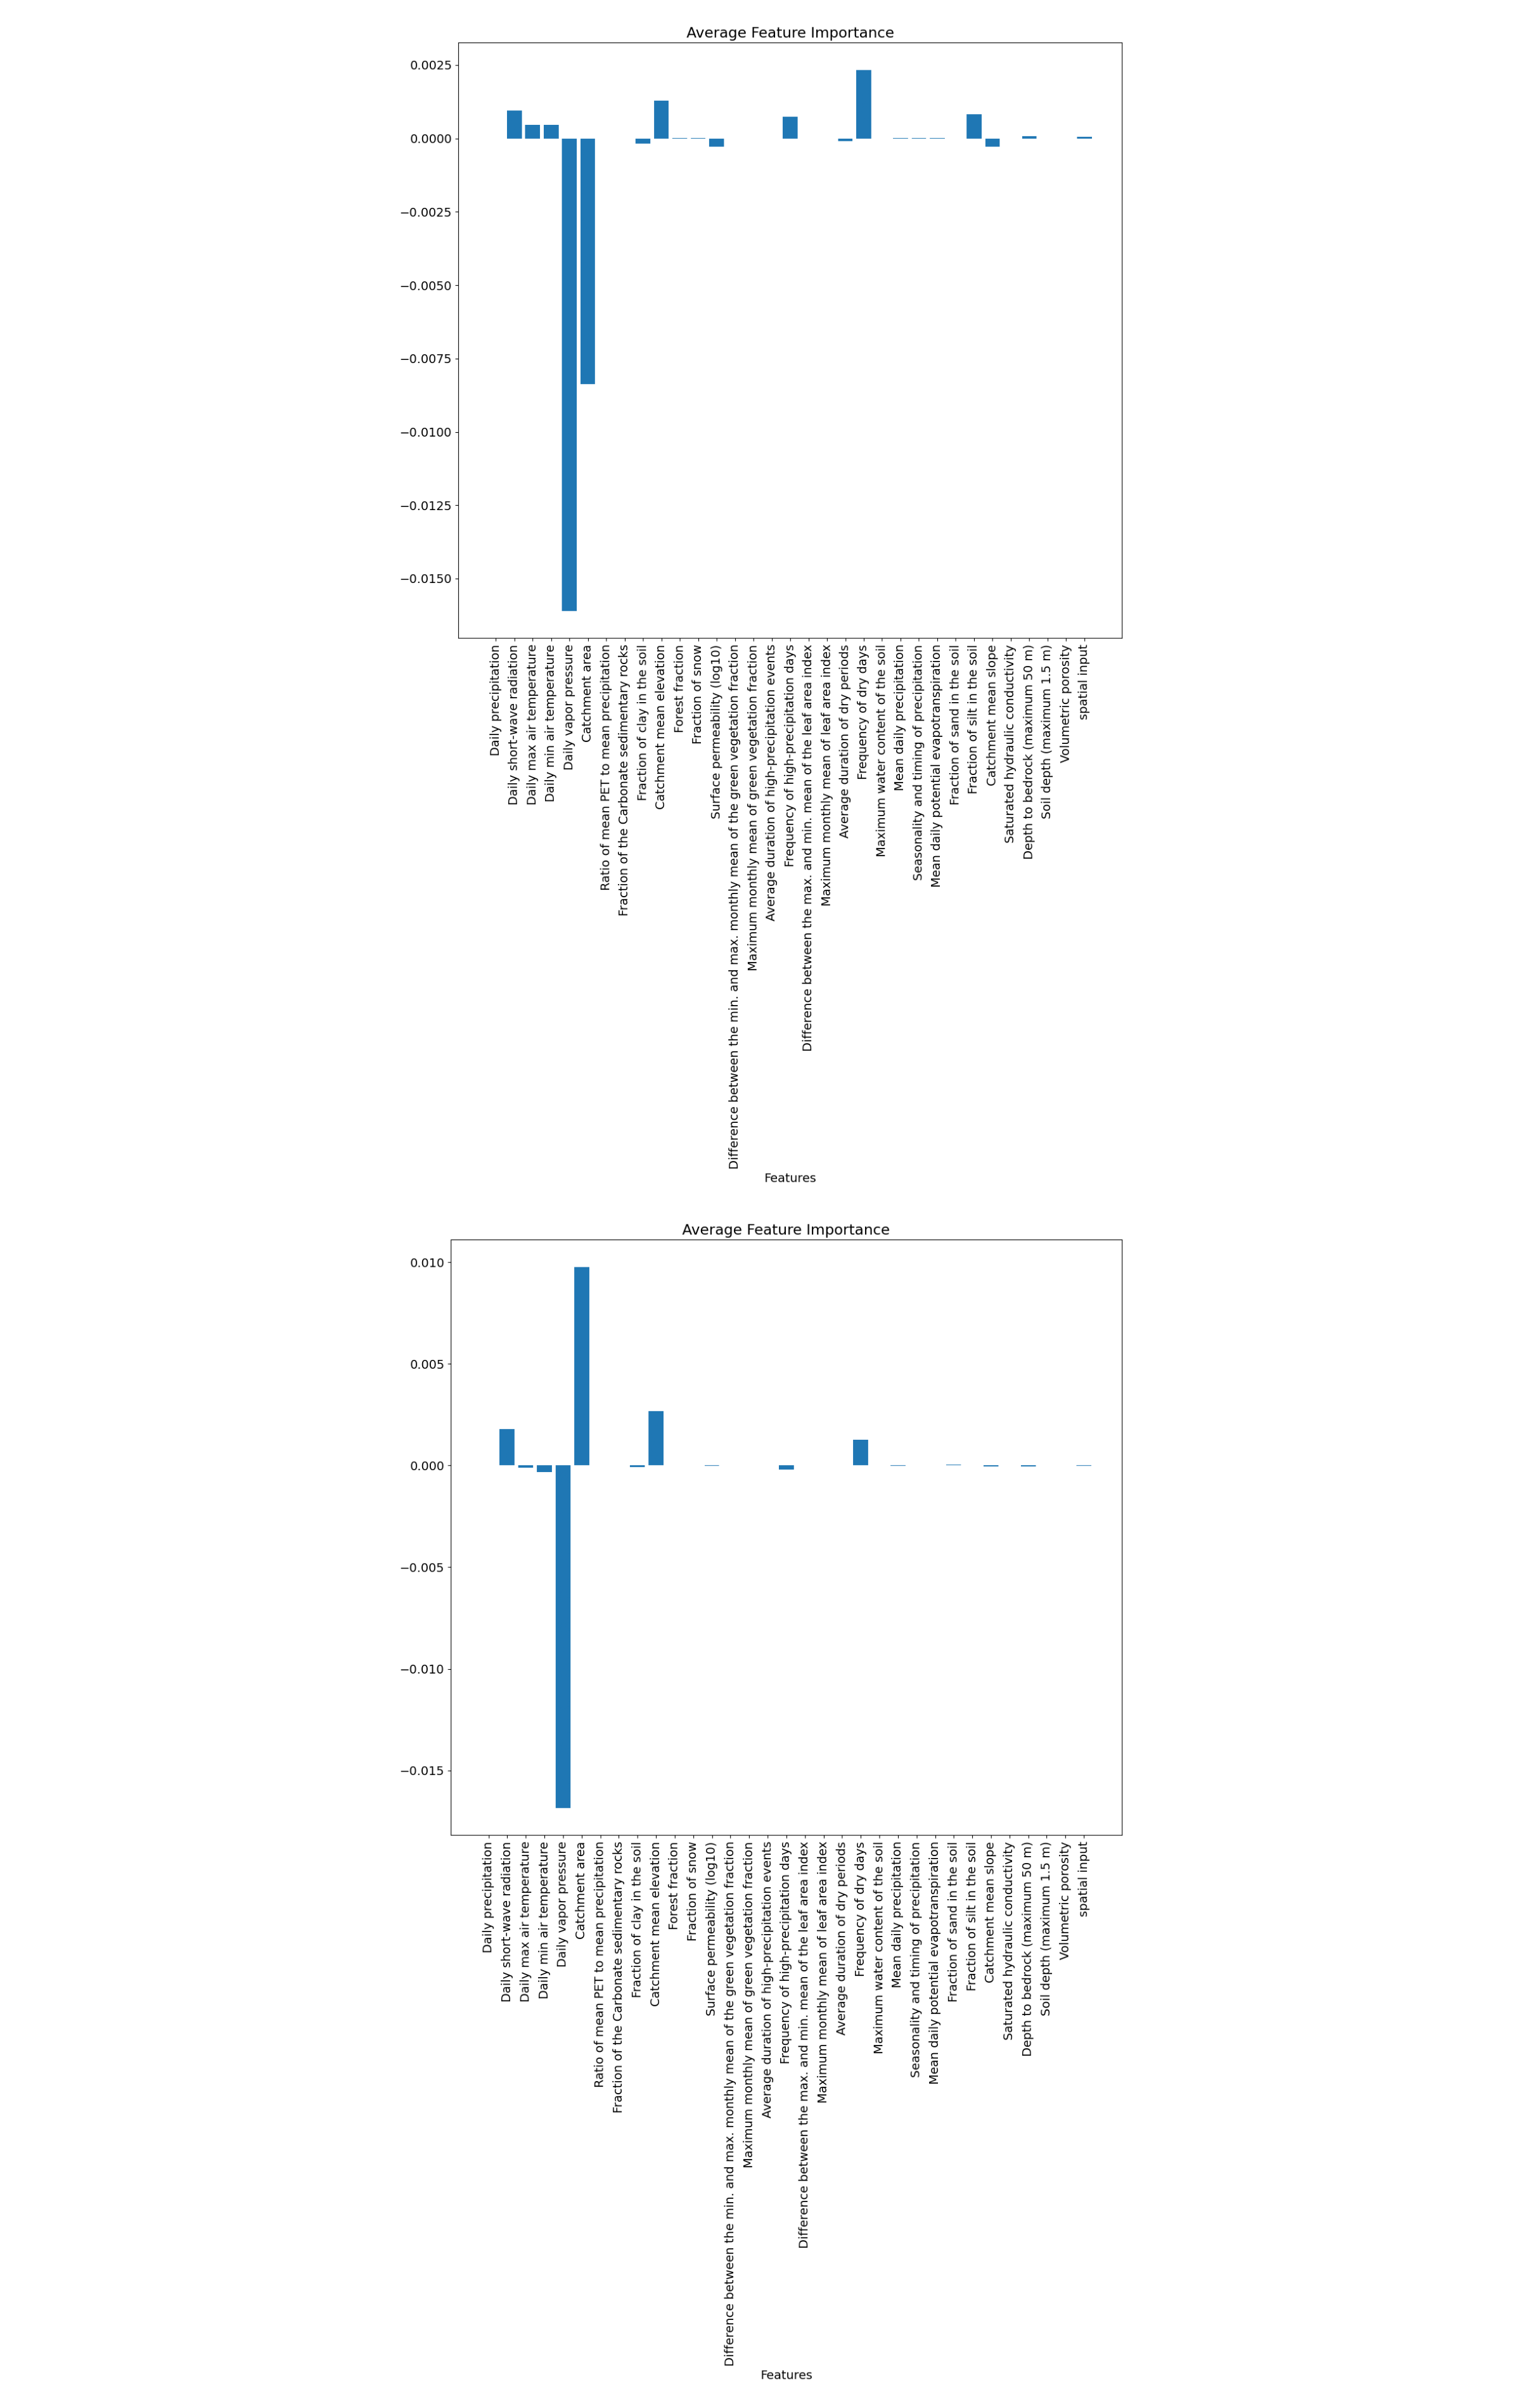 Average Feature Importance
0.0025
0.0000
−0.0025
−0.0050
−0.0075
−0.0100
−0.0125
−0.0150
Daily precipitation
Daily short-wave radiation
Daily max air temperature
Daily min air temperature
Daily vapor pressure
Catchment area
Ratio of mean PET to mean precipitation
Fraction of the Carbonate sedimentary rocks
Fraction of clay in the soil
Catchment mean elevation
Forest fraction
Fraction of snow
Surface permeability (log10)
Difference between the min. and max. monthly mean of the green vegetation fraction
Maximum monthly mean of green vegetation fraction
Average duration of high-precipitation events
Frequency of high-precipitation days
Difference between the max. and min. mean of the leaf area index
Maximum monthly mean of leaf area index
Average duration of dry periods
Frequency of dry days
Maximum water content of the soil
Mean daily precipitation
Seasonality and timing of precipitation
Mean daily potential evapotranspiration
Fraction of sand in the soil
Fraction of silt in the soil
Catchment mean slope
Saturated hydraulic conductivity
Depth to bedrock (maximum 50 m)
Soil depth (maximum 1.5 m)
Volumetric porosity
spatial input
Features
Average Feature Importance
0.010
0.005
0.000
−0.005
−0.010
−0.015
Daily precipitation
Daily short-wave radiation
Daily max air temperature
Daily min air temperature
Daily vapor pressure
Catchment area
Ratio of mean PET to mean precipitation
Fraction of the Carbonate sedimentary rocks
Fraction of clay in the soil
Catchment mean elevation
Forest fraction
Fraction of snow
Surface permeability (log10)
Difference between the min. and max. monthly mean of the green vegetation fraction
Maximum monthly mean of green vegetation fraction
Average duration of high-precipitation events
Frequency of high-precipitation days
Difference between the max. and min. mean of the leaf area index
Maximum monthly mean of leaf area index
Average duration of dry periods
Frequency of dry days
Maximum water content of the soil
Mean daily precipitation
Seasonality and timing of precipitation
Mean daily potential evapotranspiration
Fraction of sand in the soil
Fraction of silt in the soil
Catchment mean slope
Saturated hydraulic conductivity
Depth to bedrock (maximum 50 m)
Soil depth (maximum 1.5 m)
Volumetric porosity
spatial input
Features